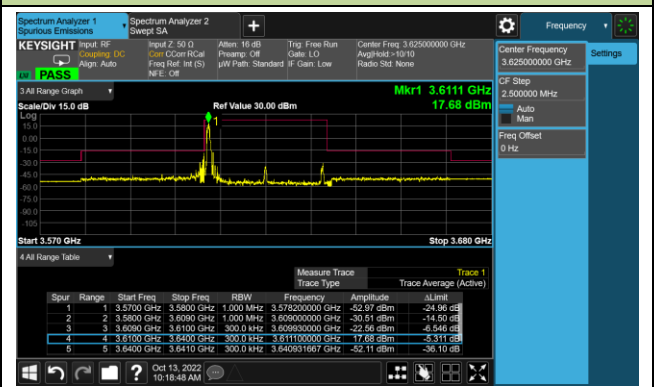 Spectrum Analyzer 1
Spurious Emissions
Spectrum Analyzer 2
Swept SA
Frequency
KEYSIGHT
Input: RF
Coupling: DC
Align: Auto
Input Z: 50 Ω
Corr CCorr RCal
Freq Ref: Int (S)
NFE: Off
Atten: 16 dB
Preamp: Off
µW Path: Standard
Trig: Free Run
Gate: LO
IF Gain: Low
Center Freq: 3.625000000 GHz
Avg|Hold:>10/10
Radio Std: None
PASS
Center Frequency
3.625000000 GHz
Settings
CF Step
2.500000 MHz
Auto
Man
Freq Offset
0 Hz
3 All Range Graph
Mkr1 3.6111 GHz
17.68 dBm
Scale/Div 15.0 dB
Ref Value 30.00 dBm
Log
15.0
0.00
-15.0
-30.0
-45.0
-60.0
-75.0
-90.0
-105
1
Start 3.570 GHz
Stop 3.680 GHz
4 All Range Table
Measure Trace Trace 1
Trace Type Trace Average (Active)
Spur Range Start Freq Stop Freq RBW Frequency Amplitude ΔLimit
1 1 3.5700 GHz 3.5800 GHz 1.000 MHz 3.578200000 GHz -52.97 dBm -24.96 dB
2 2 3.5800 GHz 3.6090 GHz 1.000 MHz 3.609000000 GHz -30.51 dBm -14.50 dB
3 3 3.6090 GHz 3.6100 GHz 300.0 kHz 3.609930000 GHz -22.56 dBm -6.546 dB
4 4 3.6100 GHz 3.6400 GHz 300.0 kHz 3.611100000 GHz 17.68 dBm -5.311 dB
5 5 3.6400 GHz 3.6410 GHz 300.0 kHz 3.640931667 GHz -52.11 dBm -36.10 dB
Oct 13, 2022
10:18:48 AM